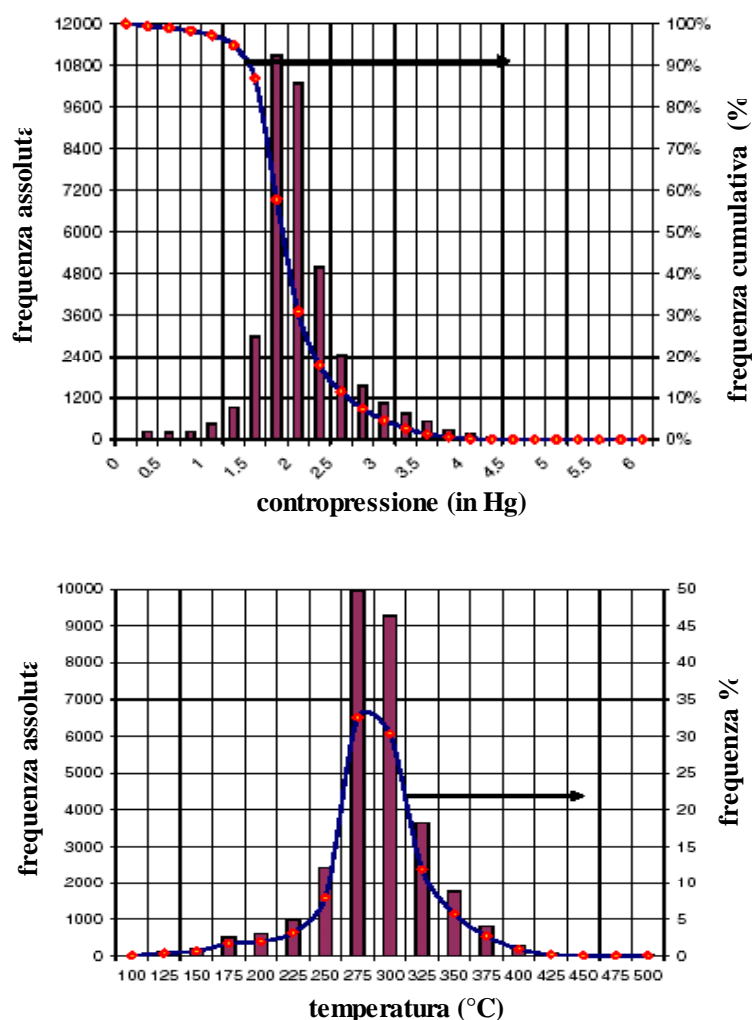 12000 100%
10800 90%
9600 80%
8400 70%
7200 60%
6000 50%
4800 40%
3600 30%
2400 20%
1200 10%
0 0%
frequenza assoluta
frequenza cumulativa (%
0 0.5 1 1.5 2 2.5 3 3.5 4 4.5 5 5.5 6
contropressione (in Hg)
10000 50
9000 45
8000 40
7000 35
6000 30
5000 25
4000 20
3000 15
2000 10
1000 5
0 0
frequenza assoluta
frequenza %
100 125 150 175 200 225 250 275 300 325 350 375 400 425 450 475 500
temperatura (°C)